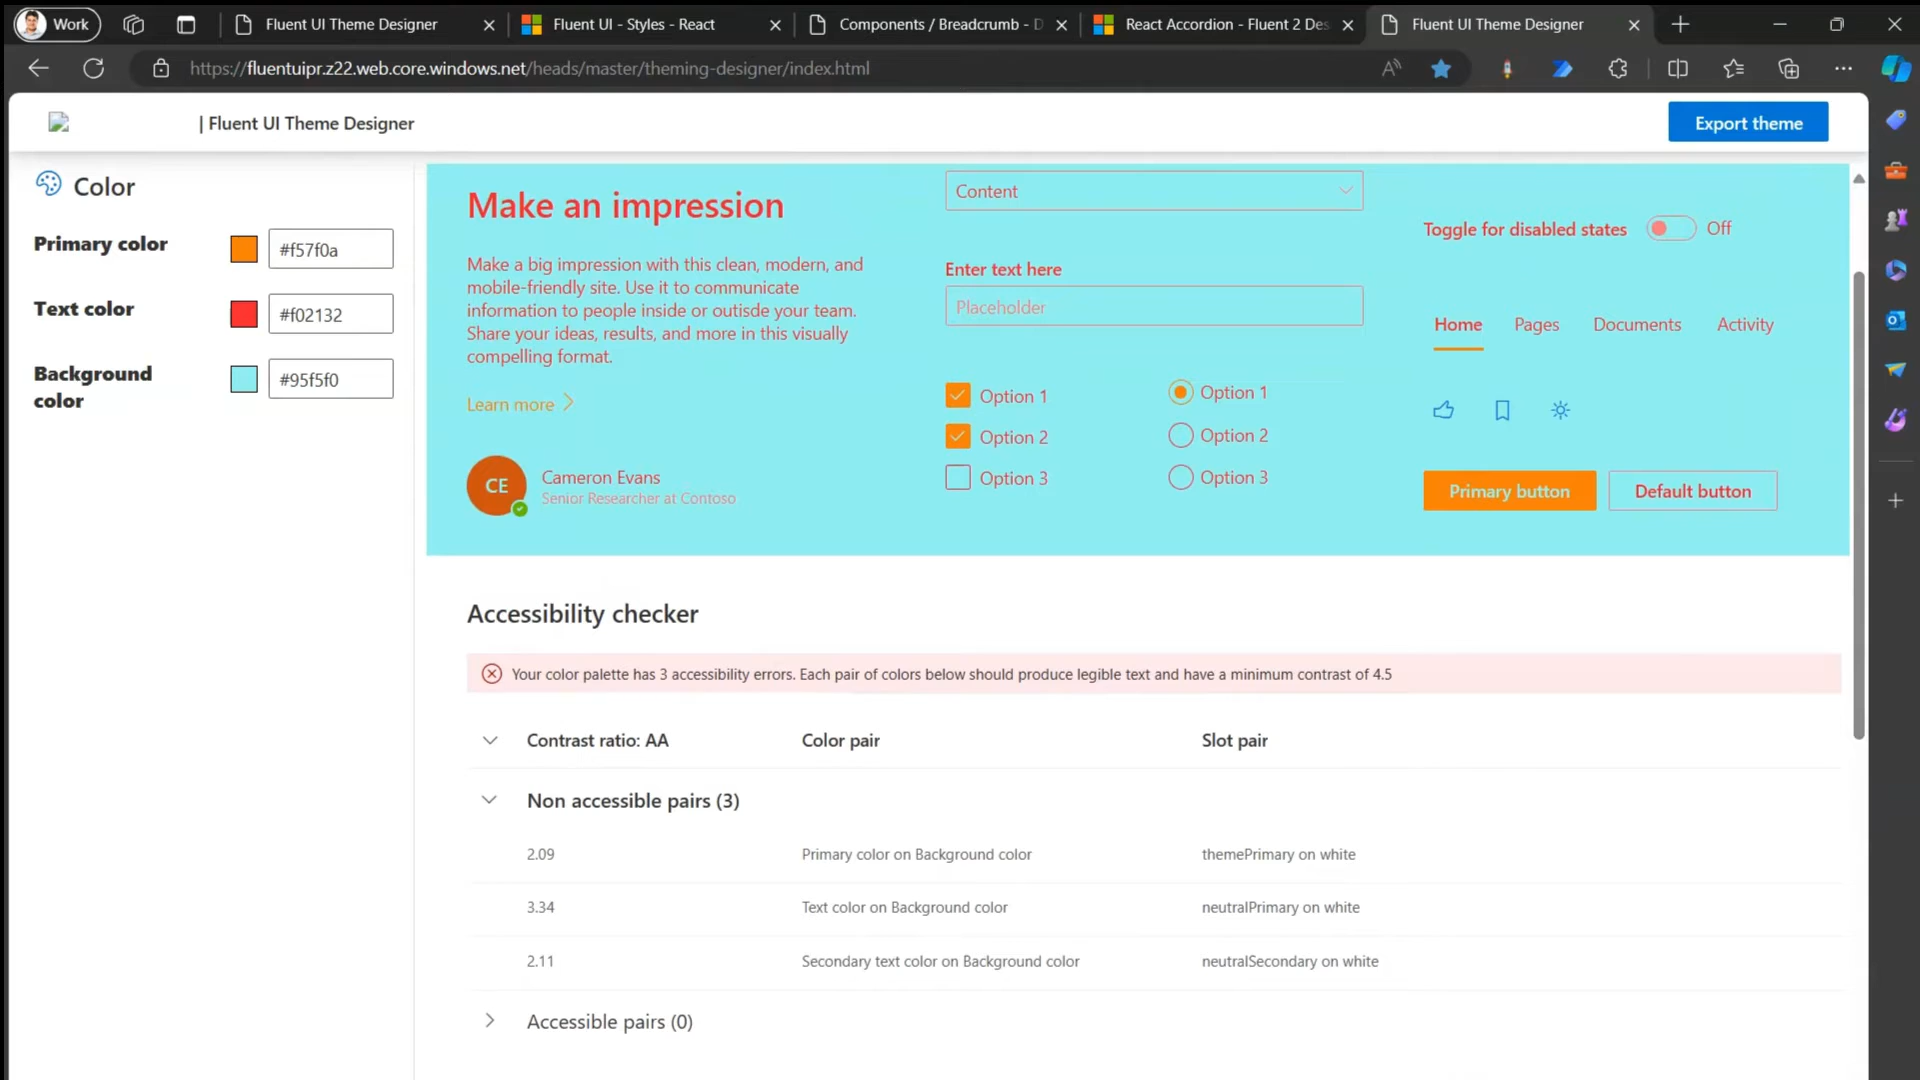 Work
Fluent UI Theme Designer
Fluent UI - Styles - React
Components / Breadcrumb - D
React Accordion - Fluent 2 Des
Fluent UI Theme Designer
https://fluentuipr.z22.web.core.windows.net/heads/master/theming-designer/index.html
| Fluent UI Theme Designer
Export theme
Color
Primary color
#f57f0a
Text color
#f02132
Background
color
#95f5f0
Make an impression
Make a big impression with this clean, modern, and
mobile-friendly site. Use it to communicate
information to people inside or outisde your team.
Share your ideas, results, and more in this visually
compelling format.
Learn more
CE
Cameron Evans
Senior Researcher at Contoso
Content
Enter text here
Placeholder
Option 1
Option 2
Option 3
Option 1
Option 2
Option 3
Toggle for disabled states
Off
Home
Pages
Documents
Activity
Primary button
Default button
Accessibility checker
Your color palette has 3 accessibility errors. Each pair of colors below should produce legible text and have a minimum contrast of 4.5
Contrast ratio: AA
Color pair
Slot pair
Non accessible pairs (3)
2.09
Primary color on Background color
themePrimary on white
3.34
Text color on Background color
neutralPrimary on white
2.11
Secondary text color on Background color
neutralSecondary on white
Accessible pairs (0)